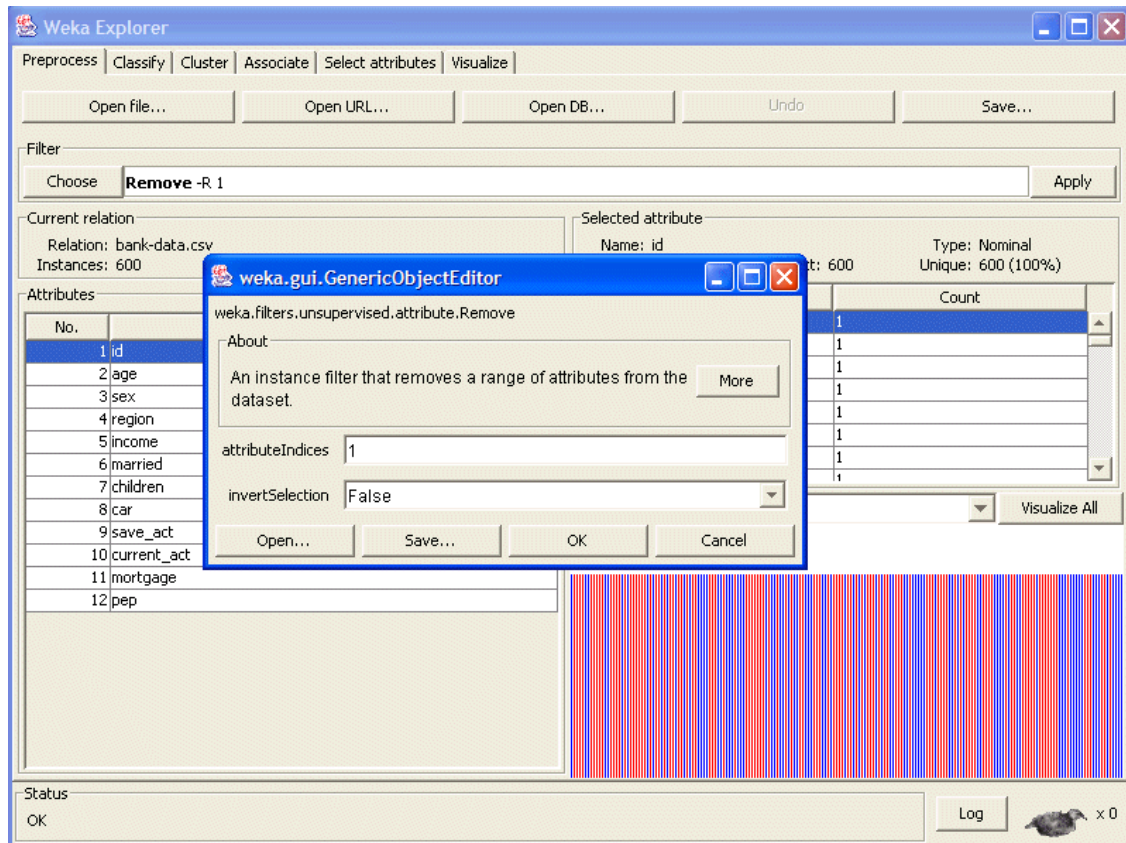 Weka Explorer
Preprocess Classify Cluster Associate Select attributes Visualize
Open file... Open URL... Open DB... Undo Save...
Filter
Choose Remove -R 1 Apply
Current relation
Relation: bank-data.csv
Instances: 600
Selected attribute
Name: id Type: Nominal
: 600 Unique: 600 (100%)
Attributes
No.
1 id
2 age
3 sex
4 region
5 income
6 married
7 children
8 car
9 save_act
10 current_act
11 mortgage
12 pep
weka.gui.GenericObjectEditor
weka.filters.unsupervised.attribute.Remove
About
An instance filter that removes a range of attributes from the
dataset.
More
attributeIndices 1
invertSelection False
Open... Save... OK Cancel
Count
1
1
1
1
1
1
1
1
Visualize All
Status
OK
Log x 0